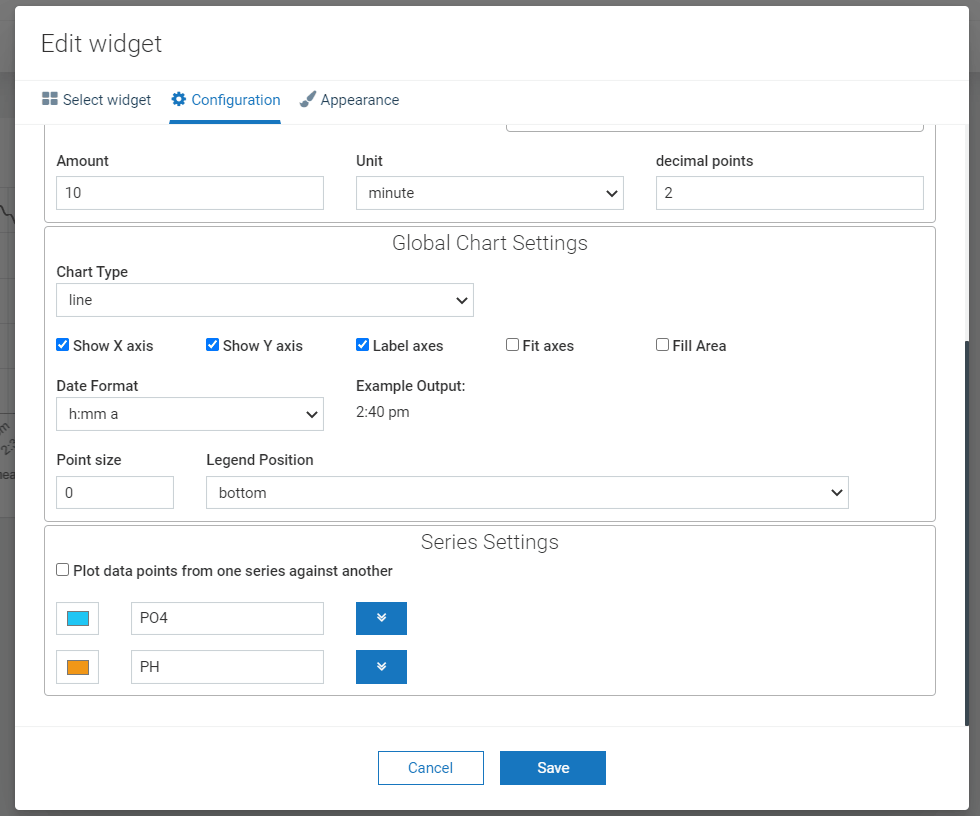 Edit widget
Select widget Configuration Appearance
Amount Unit decimal points
10 minute 2
Global Chart Settings
Chart Type
line
Show X axis Show Y axis Label axes Fit axes Fill Area
Date Format Example Output:
h:mm a 2:40 pm
Point size Legend Position
0 bottom
Series Settings
Plot data points from one series against another
PO4
PH
Cancel Save